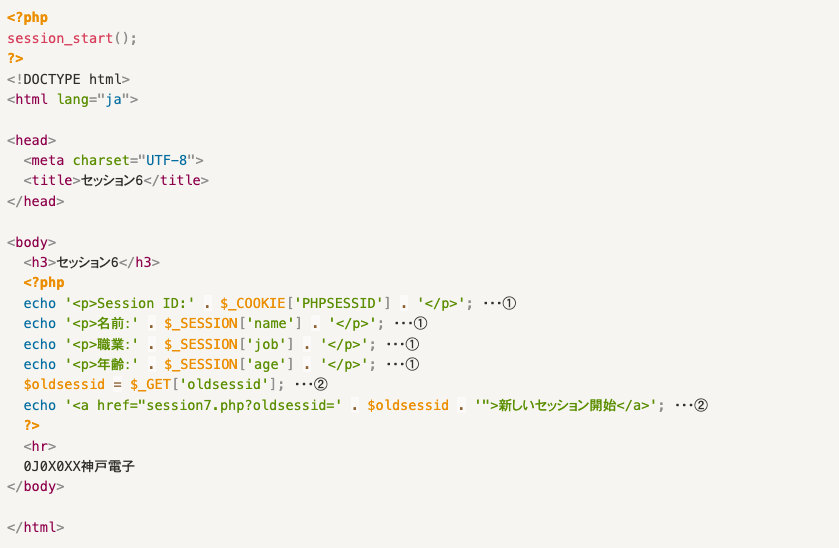 <?php
session_start();
?>
<!DOCTYPE html>
<html lang="ja">
<head>
<meta charset="UTF-8">
<title>セッション6</title>
</head>
<body>
<h3>セッション6</h3>
<?php
echo '<p>Session ID:' . $_COOKIE['PHPSESSID'] . '</p>'; ･･･①
echo '<p>名前:' . $_SESSION['name'] . '</p>'; ･･･①
echo '<p>職業:' . $_SESSION['job'] . '</p>'; ･･･①
echo '<p>年齢:' . $_SESSION['age'] . '</p>'; ･･･①
$oldsessid = $_GET['oldsessid']; ･･･②
echo '<a href="session7.php?oldsessid=' . $oldsessid . '">新しいセッション開始</a>'; ･･･②
?>
<hr>
0J0X0XX神戸電子
</body>
</html>